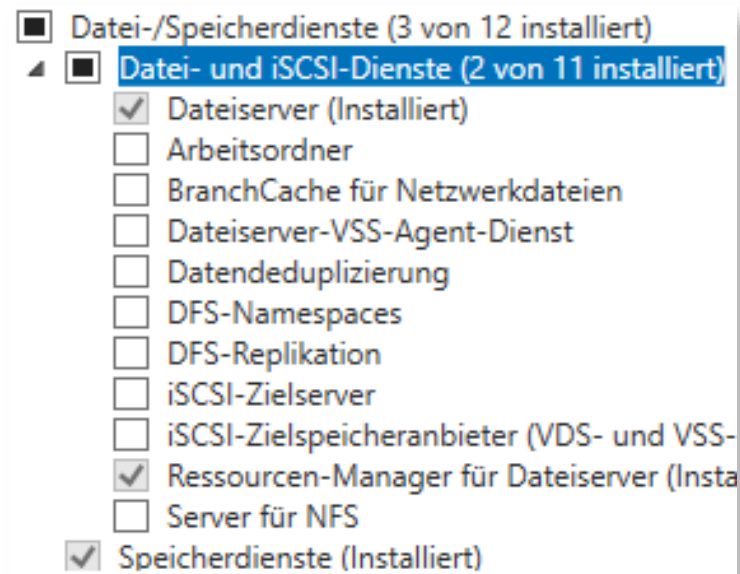 Datei-/Speicherdienste (3 von 12 installiert)
Datei- und iSCSI-Dienste (2 von 11 installiert)
Dateiserver (Installiert)
Arbeitsordner
BranchCache für Netzwerkdateien
Dateiserver-VSS-Agent-Dienst
Datendeduplizierung
DFS-Namespaces
DFS-Replikation
iSCSI-Zielserver
iSCSI-Zielspeicheranbieter (VDS- und VSS-
Ressourcen-Manager für Dateiserver (Insta
Server für NFS
Speicherdienste (Installiert)